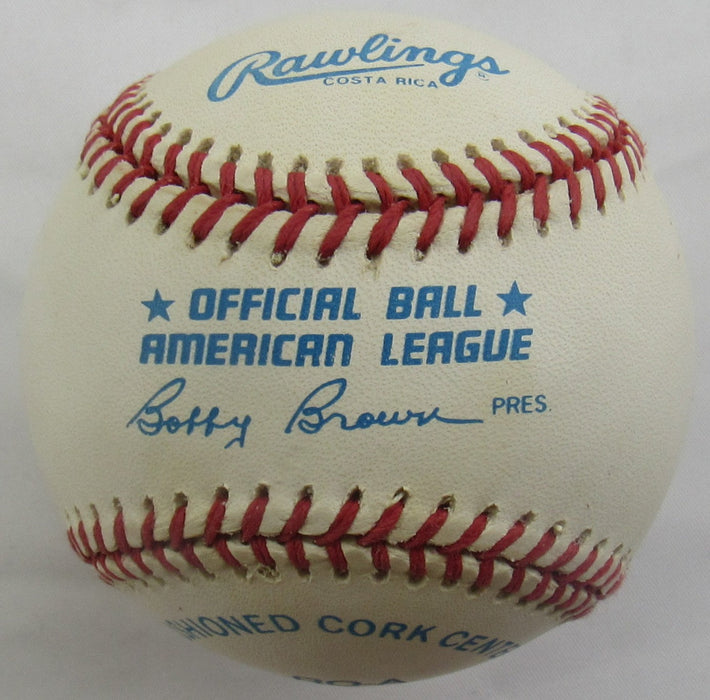 Rawlings
COSTA RICA
★ OFFICIAL BALL ★
AMERICAN LEAGUE
Bobby Brown PRES.
CORK